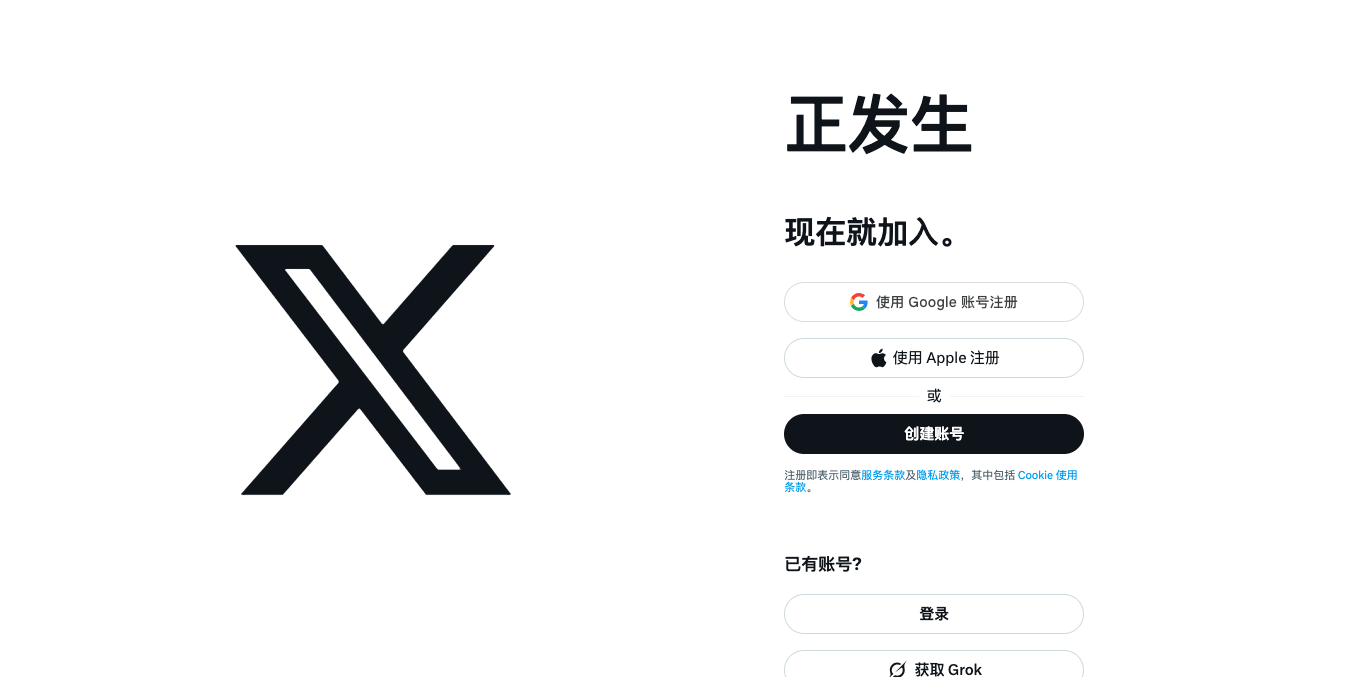 正发生
现在就加入。
使用 Google 账号注册
使用 Apple 注册
或
创建账号
注册即表示同意服务条款及隐私政策，其中包括 Cookie 使用
条款。
已有账号?
登录
获取 Grok